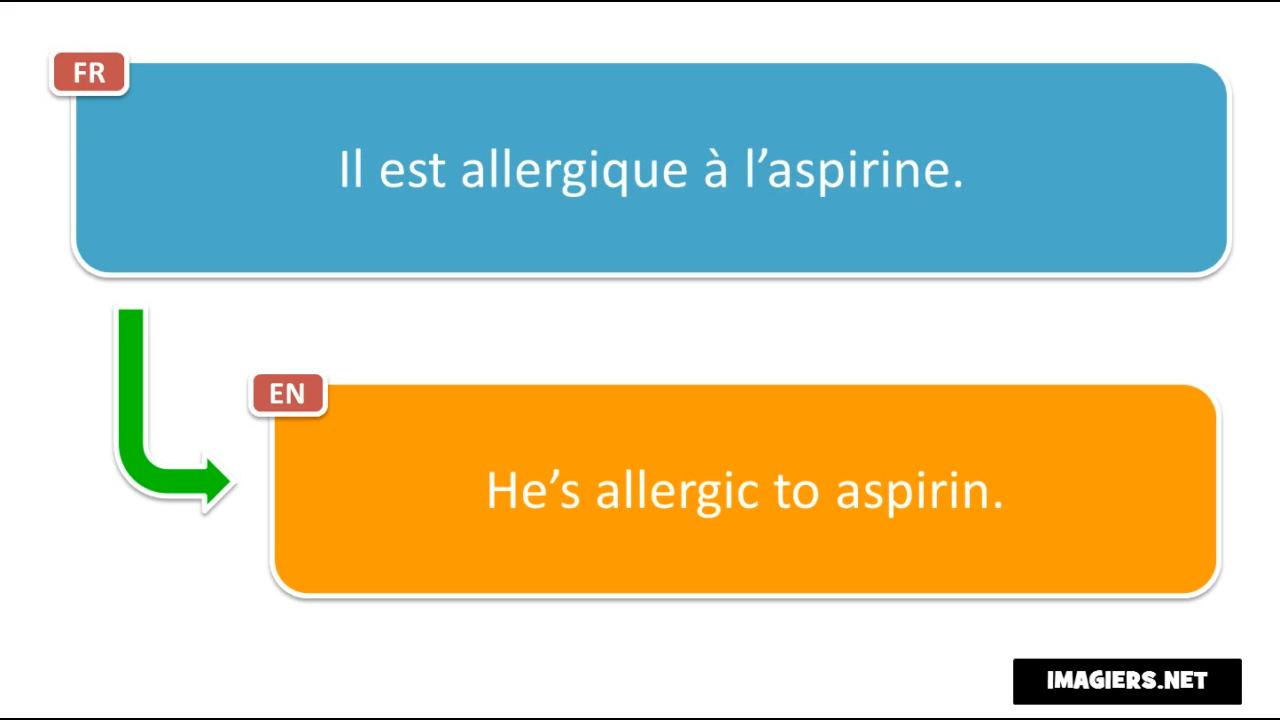 FR
Il est allergique à l’aspirine.
EN
He’s allergic to aspirin.
IMAGIERS.NET